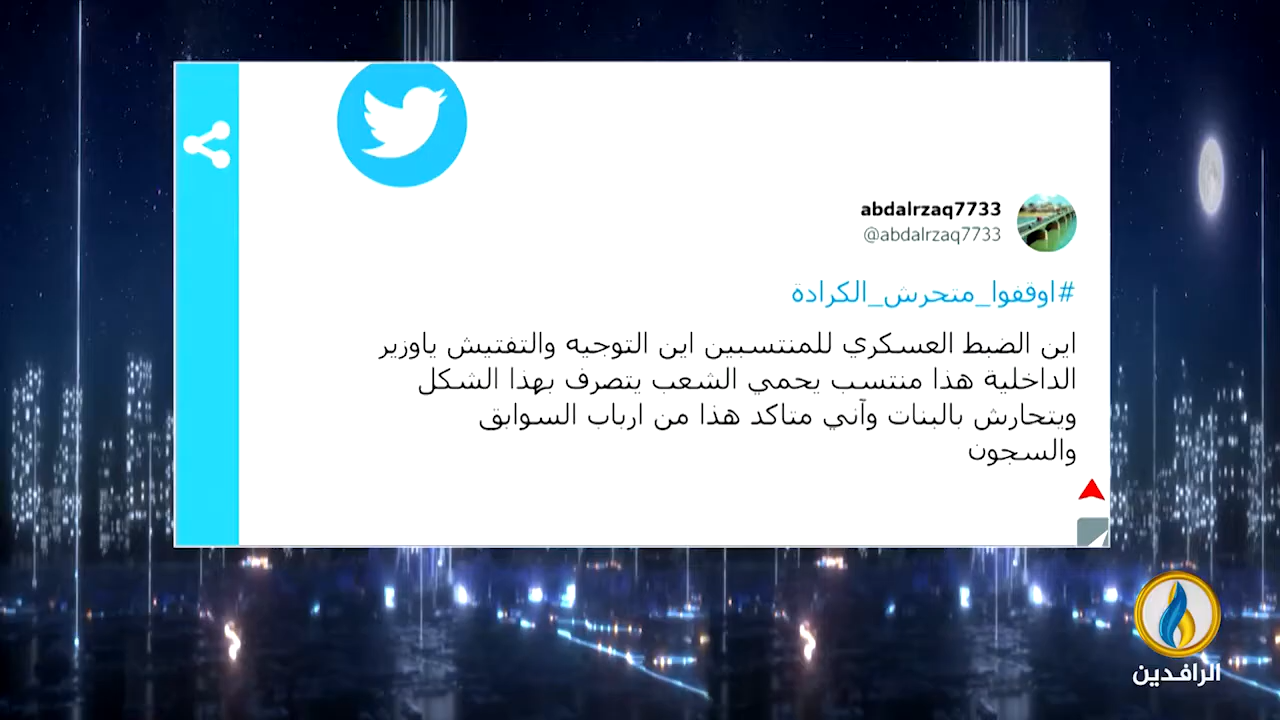 abdalrzaq7733
@abdalrzaq7733
#اوقفوا_متحرش_الكرادة
اين الضبط العسكري للمنتسبين اين التوجيه والتفتيش ياوزير
الداخلية هذا منتسب يحمي الشعب يتصرف بهذا الشكل
ويتحارش بالبنات وآني متاكد هذا من ارباب السوابق
والسجون
الرافدين